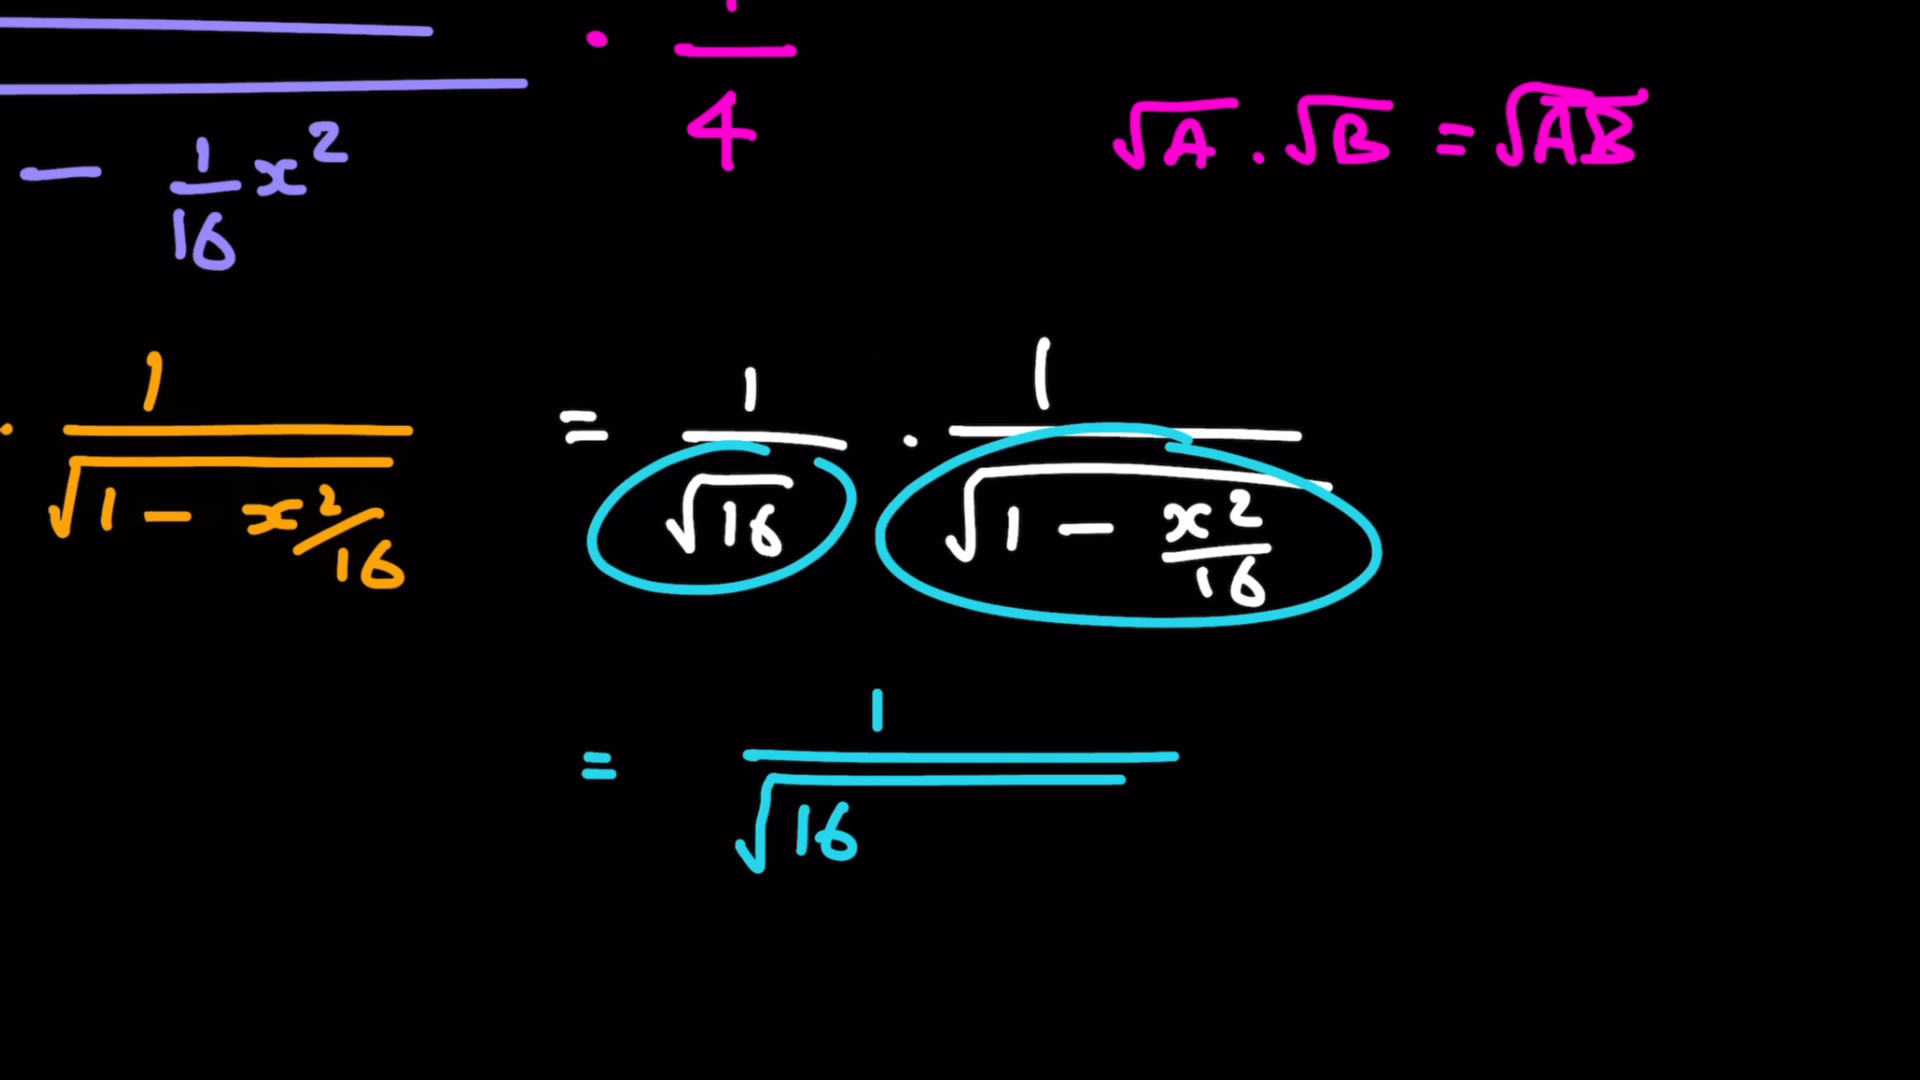 · 1/4
√A . √B = √AB
- 1/16 x²
· 1/√(1 - x²/16) = 1/√16 · 1/√(1 - x²/16)
= 1/√16